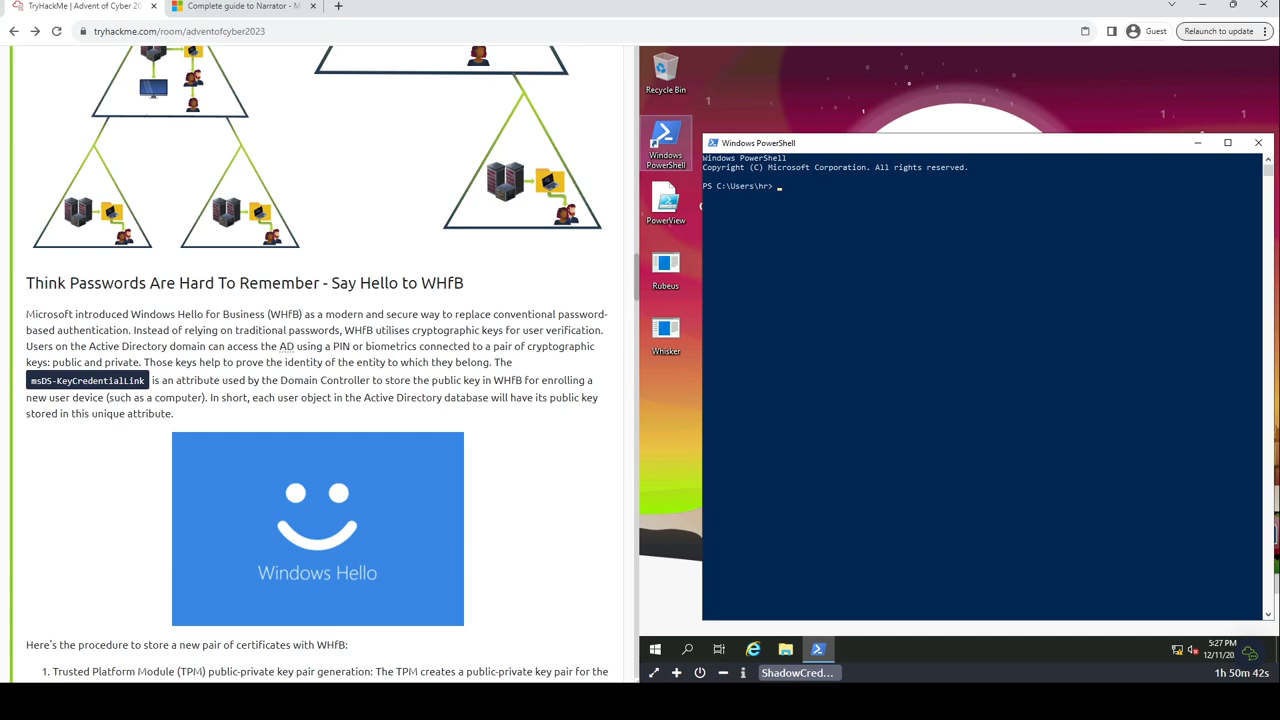 TryHackMe | Advent of Cyber 20
Complete guide to Narrator - M
tryhackme.com/room/adventofcyber2023
Guest
Relaunch to update
Think Passwords Are Hard To Remember - Say Hello to WHfB
Microsoft introduced Windows Hello for Business (WHfB) as a modern and secure way to replace conventional password-
based authentication. Instead of relying on traditional passwords, WHfB utilises cryptographic keys for user verification.
Users on the Active Directory domain can access the AD using a PIN or biometrics connected to a pair of cryptographic
keys: public and private. Those keys help to prove the identity of the entity to which they belong. The
msDS-KeyCredentialLink is an attribute used by the Domain Controller to store the public key in WHfB for enrolling a
new user device (such as a computer). In short, each user object in the Active Directory database will have its public key
stored in this unique attribute.
Windows Hello
Here's the procedure to store a new pair of certificates with WHfB:
1. Trusted Platform Module (TPM) public-private key pair generation: The TPM creates a public-private key pair for the
Recycle Bin
Windows
PowerShell
PowerView
Rubeus
Whisker
Windows PowerShell
Windows PowerShell
Copyright (C) Microsoft Corporation. All rights reserved.
PS C:\Users\hr>
5:27 PM
12/11/20
ShadowCred...
1h 50m 42s